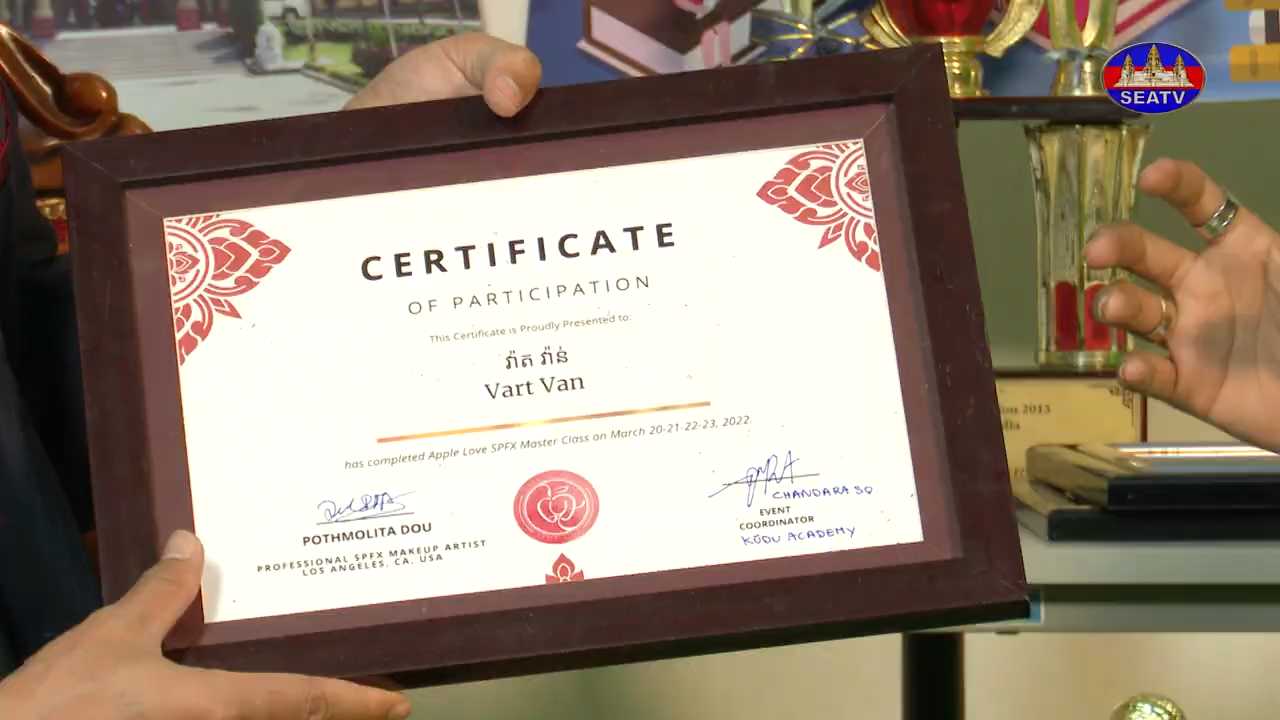 SEATV
CERTIFICATE
OF PARTICIPATION
This Certificate is Proudly Presented to:
វ៉ាត វ៉ាន់
Vart Van
has completed Apple Love SPFX Master Class on March 20-21-22-23, 2022.
POTHMOLITA DOU
PROFESSIONAL SPFX MAKEUP ARTIST
LOS ANGELES, CA. USA
CHANDARA SO
EVENT
COORDINATOR
KŪDU ACADEMY
2013